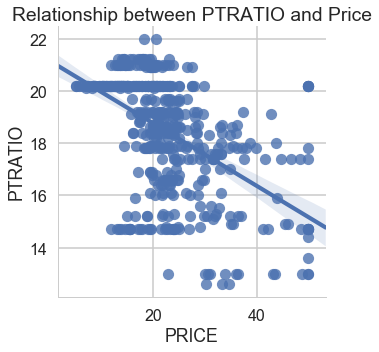 Relationship between PTRATIO and Price
22
20
18
16
14
PTRATIO
20 40
PRICE